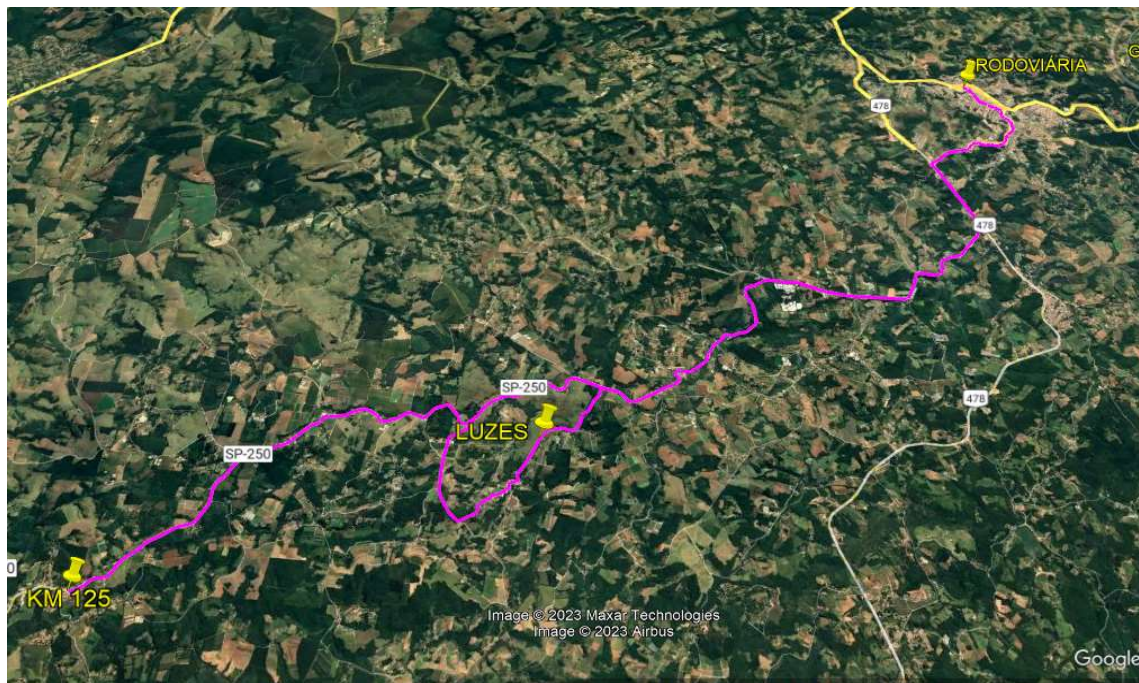 G
RODOVIÁRIA
478
478
SP-250
478
LUZES
SP-250
0
KM 125
Image © 2023 Maxar Technologies
Image © 2023 Airbus
Google